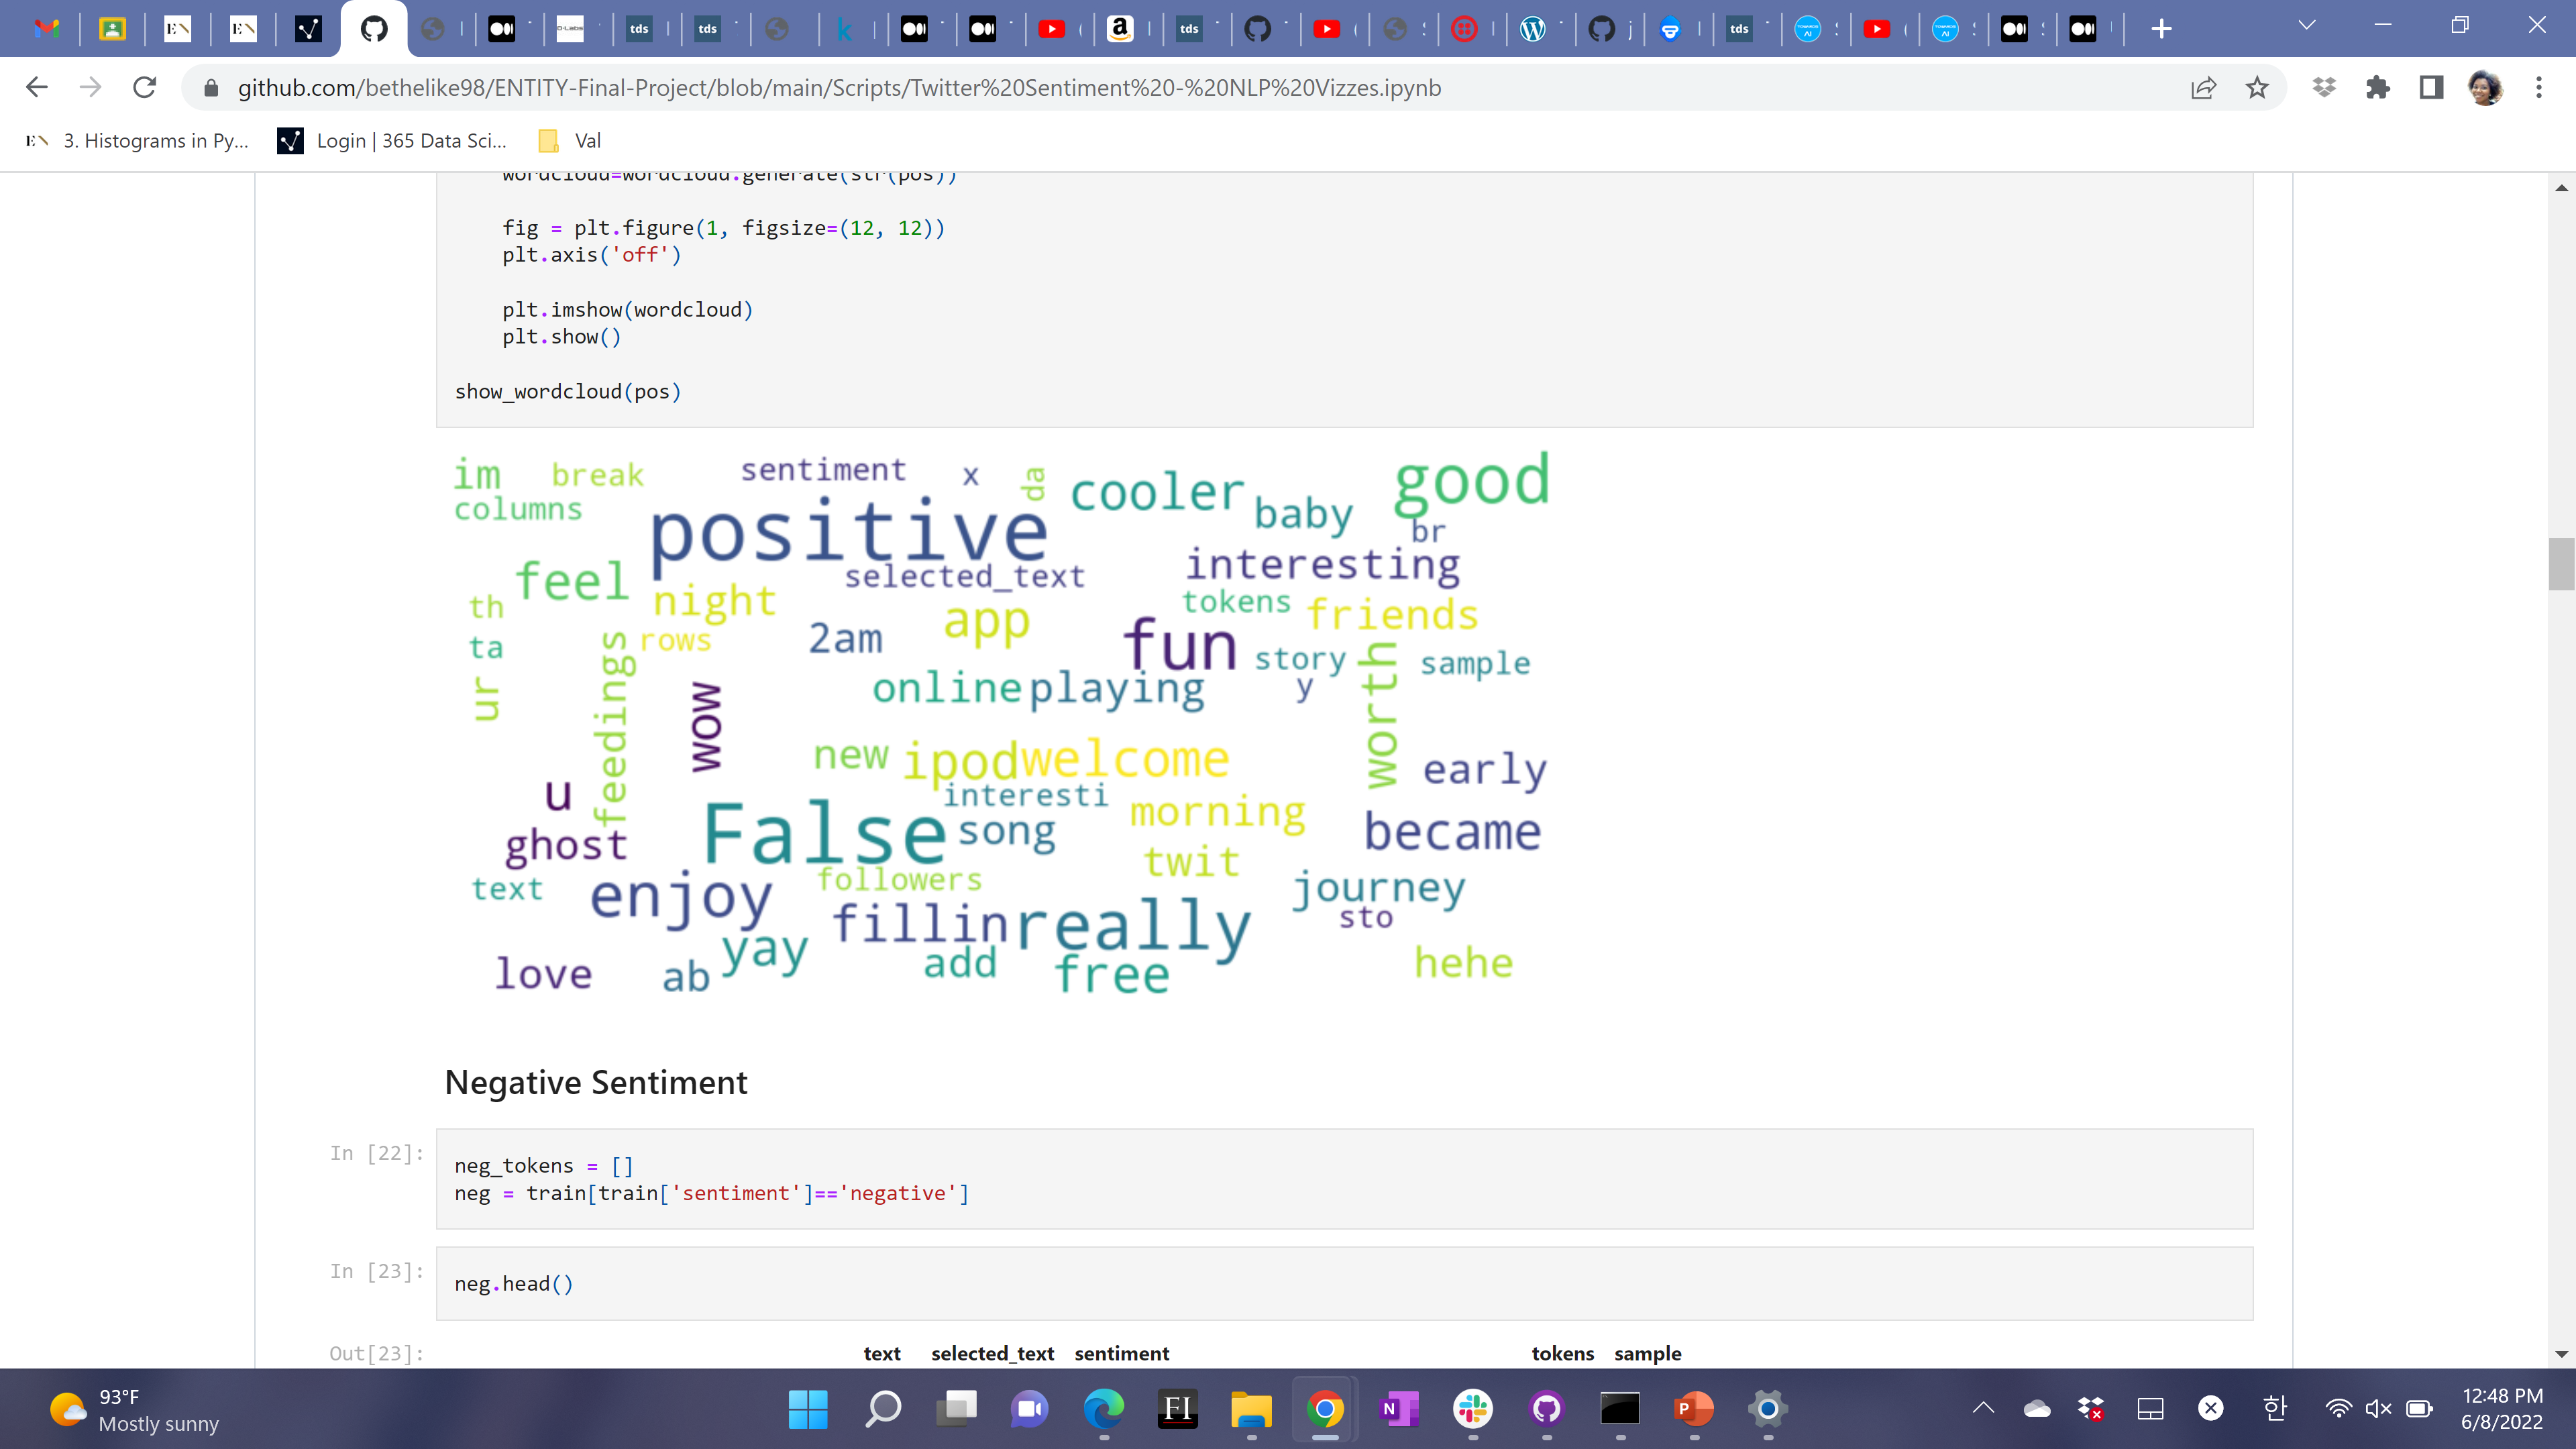 github.com/bethelike98/ENTITY-Final-Project/blob/main/Scripts/Twitter%20Sentiment%20-%20NLP%20Vizzes.ipynb
3. Histograms in Py...
Login | 365 Data Sci...
Val
wordcloud=wordcloud.generate(str(pos))
fig = plt.figure(1, figsize=(12, 12))
plt.axis('off')
plt.imshow(wordcloud)
plt.show()
show_wordcloud(pos)
im break sentiment x da cooler good
columns positive baby br
feel selected_text interesting
th night app tokens friends
ta rows 2am fun story worth sample
ur feedings wow online playing y
new ipod welcome early
u interesti morning
ghost False song became
text enjoy followers twit journey
fillin really sto
love ab yay add free hehe
Negative Sentiment
In [22]:
neg_tokens = []
neg = train[train['sentiment']=='negative']
In [23]:
neg.head()
Out[23]:
text selected_text sentiment tokens sample
93°F
Mostly sunny
한
12:48 PM
6/8/2022